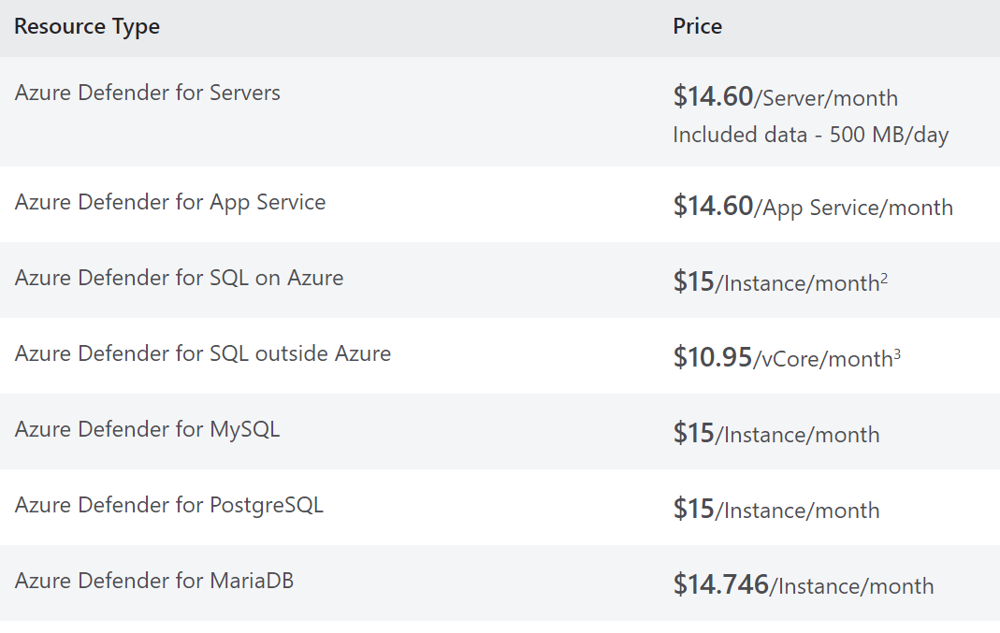 Resource Type Price
Azure Defender for Servers $14.60/Server/month
Included data - 500 MB/day
Azure Defender for App Service $14.60/App Service/month
Azure Defender for SQL on Azure $15/Instance/month²
Azure Defender for SQL outside Azure $10.95/vCore/month³
Azure Defender for MySQL $15/Instance/month
Azure Defender for PostgreSQL $15/Instance/month
Azure Defender for MariaDB $14.746/Instance/month